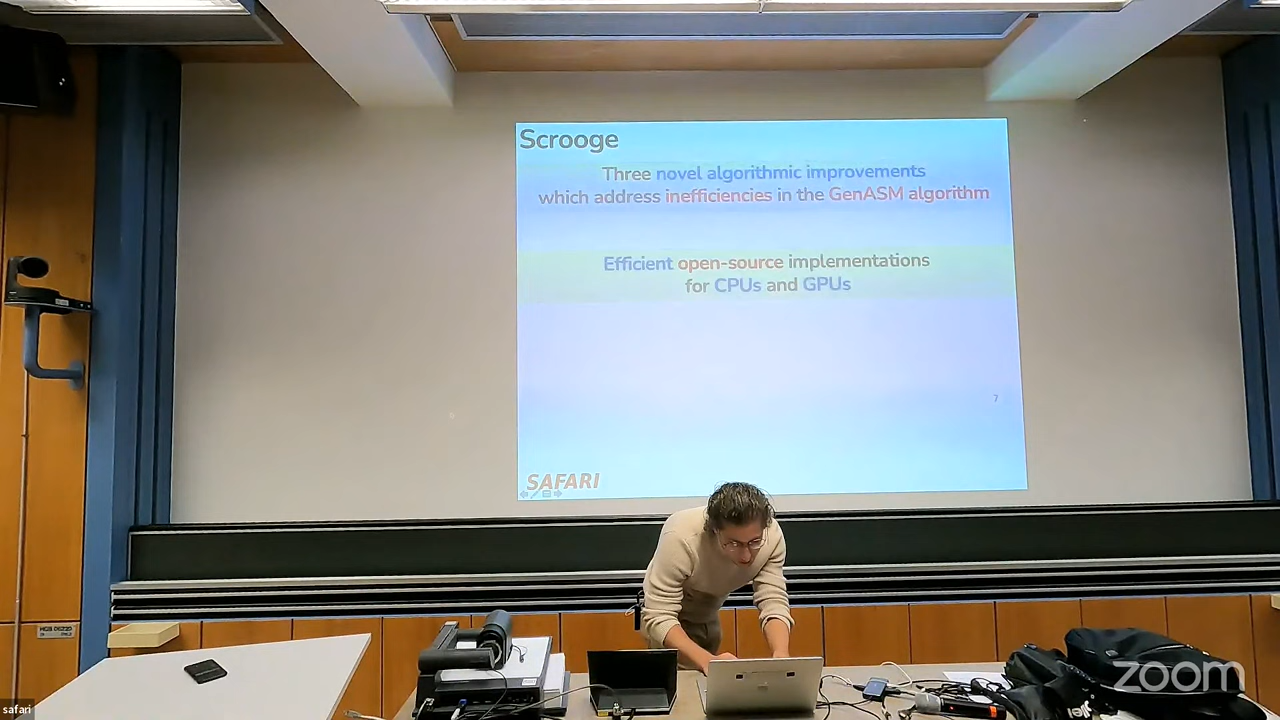 Scrooge
Three novel algorithmic improvements
which address inefficiencies in the GenASM algorithm
Efficient open-source implementations
for CPUs and GPUs
7
SAFARI
zoom
safari